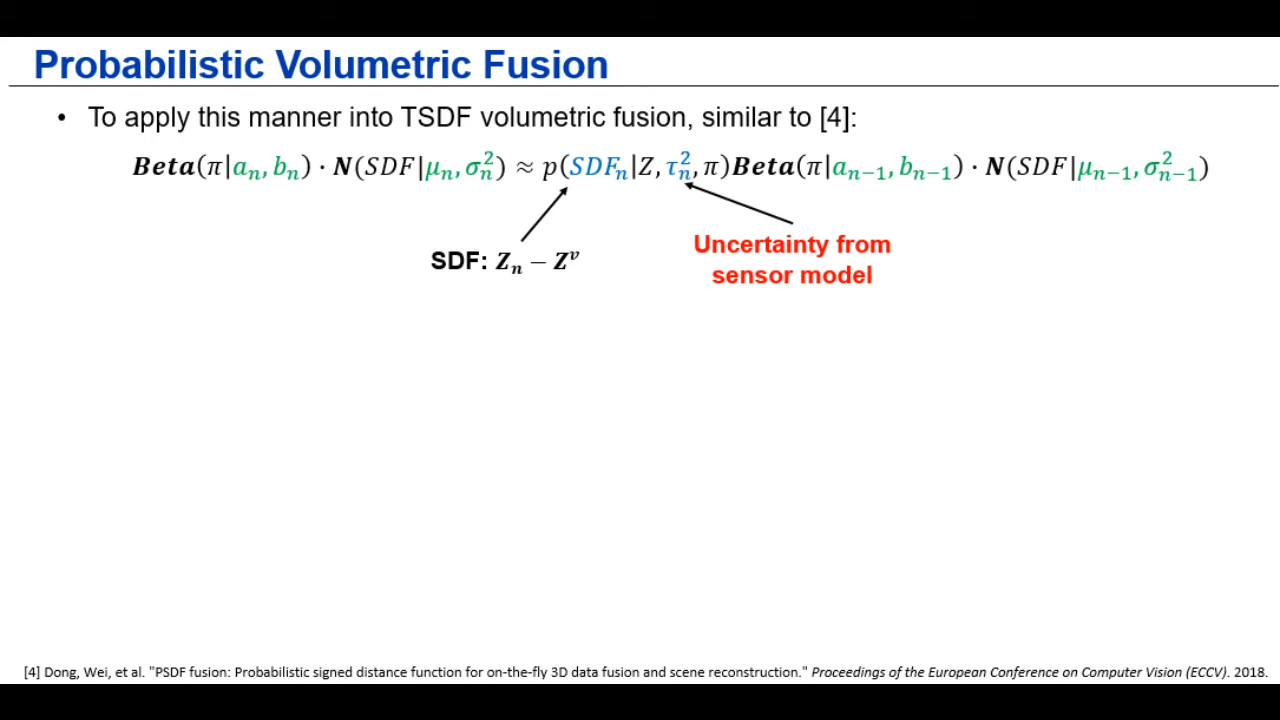 Probabilistic Volumetric Fusion
• To apply this manner into TSDF volumetric fusion, similar to [4]:
Beta(π|aₙ, bₙ) · N(SDF|μₙ, σₙ²) ≈ p(SDFₙ|Z, τₙ², π)Beta(π|aₙ₋₁, bₙ₋₁) · N(SDF|μₙ₋₁, σₙ₋₁²)
SDF: Zₙ − Zᵛ
Uncertainty from
sensor model
[4] Dong, Wei, et al. "PSDF fusion: Probabilistic signed distance function for on-the-fly 3D data fusion and scene reconstruction." Proceedings of the European Conference on Computer Vision (ECCV). 2018.